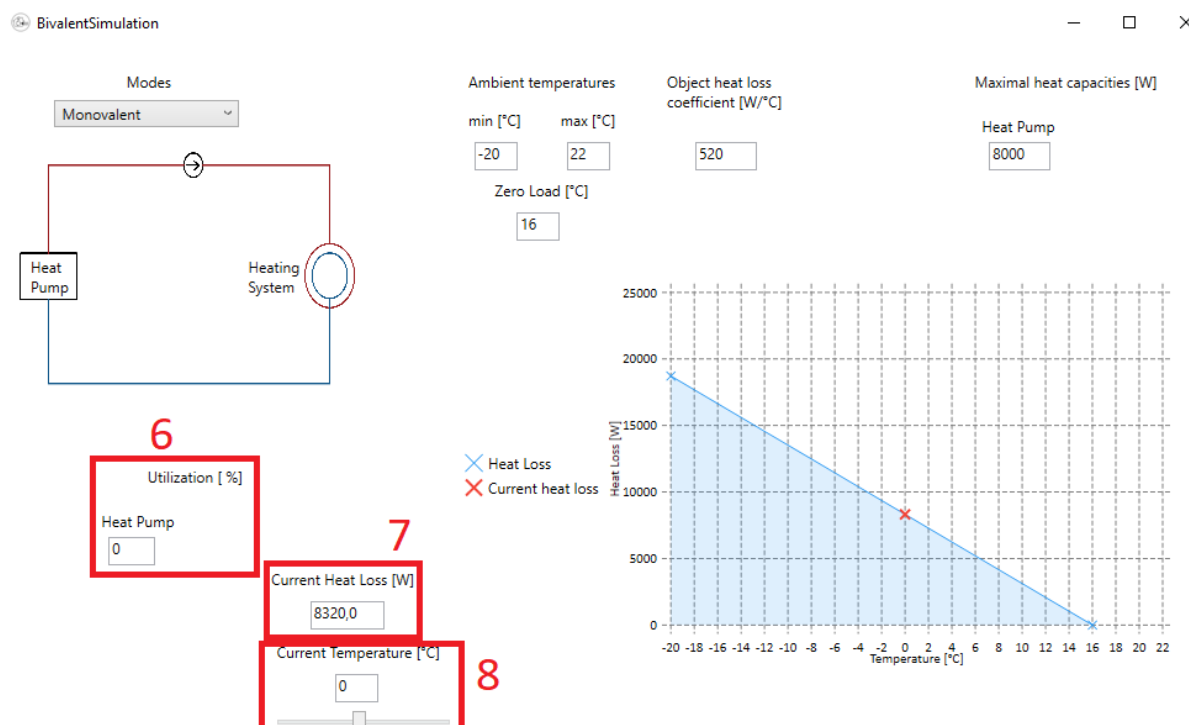 BivalentSimulation
Modes
Monovalent
Ambient temperatures
min [°C] max [°C]
-20 22
Zero Load [°C]
16
Object heat loss
coefficient [W/°C]
520
Maximal heat capacities [W]
Heat Pump
8000
Heat
Pump
Heating
System
6
Utilization [ %]
Heat Pump
0
7
Current Heat Loss [W]
8320,0
Current Temperature [°C]
0
8
Heat Loss
Current heat loss
Heat Loss [W]
25000
20000
15000
10000
5000
0
-20 -18 -16 -14 -12 -10 -8 -6 -4 -2 0 2 4 6 8 10 12 14 16 18 20 22
Temperature [°C]